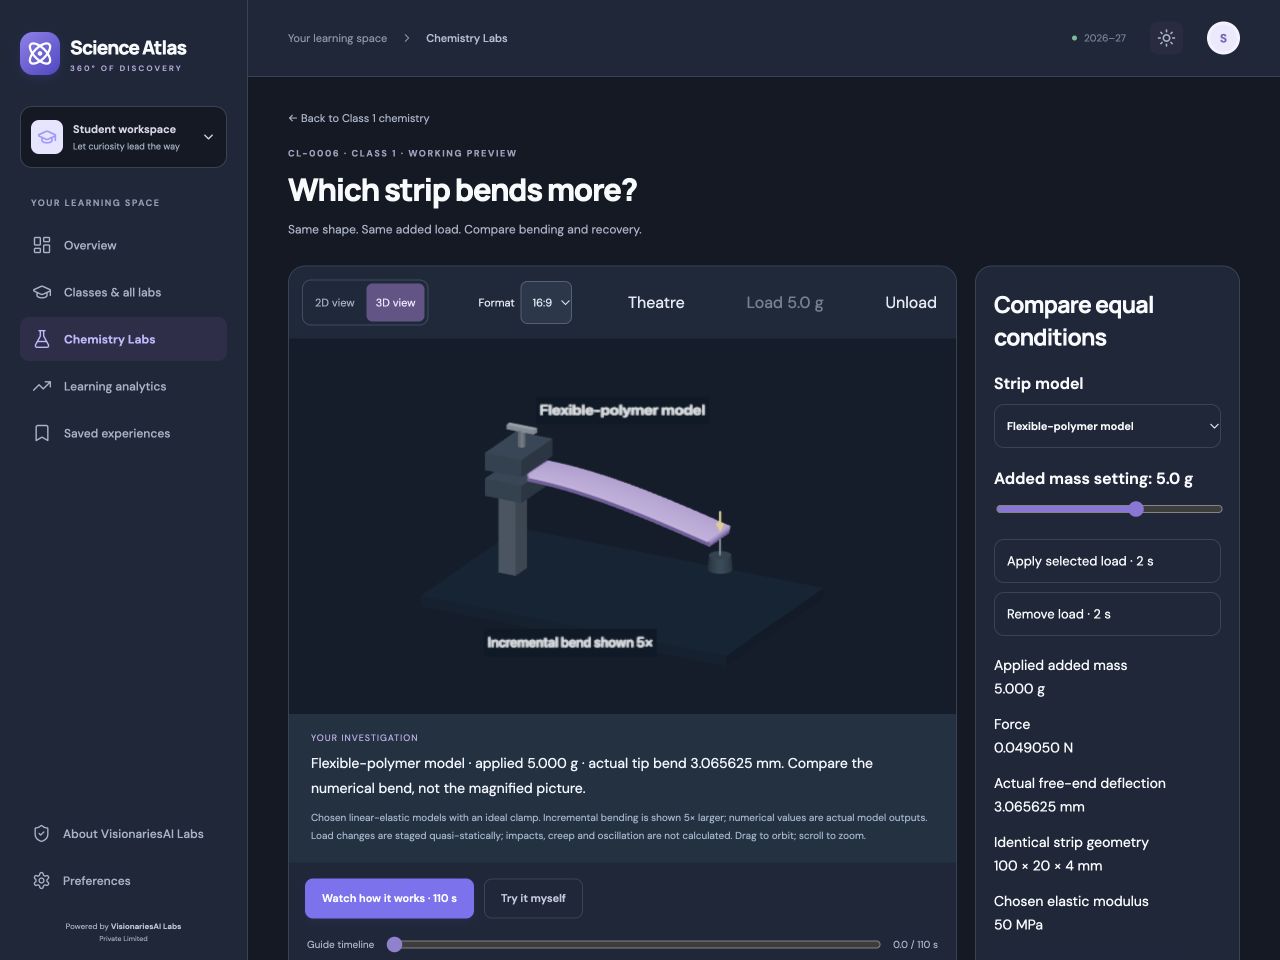 Science Atlas
360° OF DISCOVERY
Student workspace
Let curiosity lead the way
YOUR LEARNING SPACE
Overview
Classes & all labs
Chemistry Labs
Learning analytics
Saved experiences
About VisionariesAI Labs
Preferences
Powered by VisionariesAI Labs
Private Limited
Your learning space
Chemistry Labs
2026–27
S
← Back to Class 1 chemistry
CL-0006 · CLASS 1 · WORKING PREVIEW
Which strip bends more?
Same shape. Same added load. Compare bending and recovery.
2D view
3D view
Format
16:9
Theatre
Load 5.0 g
Unload
Flexible-polymer model
Incremental bend shown 5×
YOUR INVESTIGATION
Flexible-polymer model · applied 5.000 g · actual tip bend 3.065625 mm. Compare the
numerical bend, not the magnified picture.
Chosen linear-elastic models with an ideal clamp. Incremental bending is shown 5× larger; numerical values are actual model outputs.
Load changes are staged quasi-statically; impacts, creep and oscillation are not calculated. Drag to orbit; scroll to zoom.
Watch how it works · 110 s
Try it myself
Guide timeline
0.0 / 110 s
Compare equal
conditions
Strip model
Flexible-polymer model
Added mass setting: 5.0 g
Apply selected load · 2 s
Remove load · 2 s
Applied added mass
5.000 g
Force
0.049050 N
Actual free-end deflection
3.065625 mm
Identical strip geometry
100 × 20 × 4 mm
Chosen elastic modulus
50 MPa